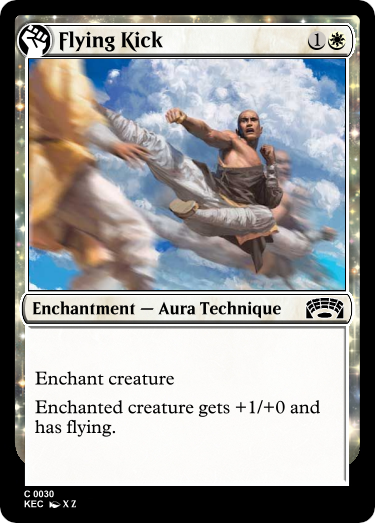 Flying Kick 1
Enchantment — Aura Technique
Enchant creature
Enchanted creature gets +1/+0 and
has flying.
C 0030
KEC X Z